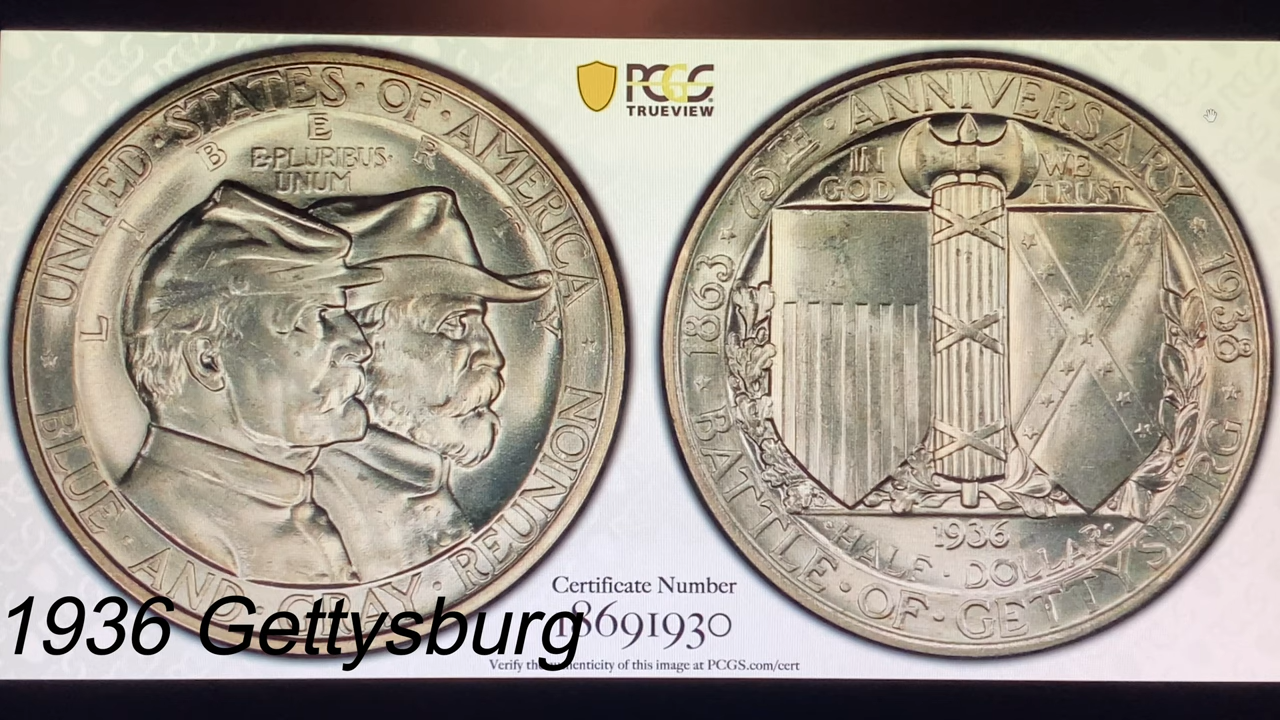 UNITED STATES · OF · AMERICA
LIBERTY
E·PLURIBUS·
UNUM
BLUE · AND · GRAY · REUNION
PCGS
TRUEVIEW
1863 · 75TH · ANNIVERSARY · 1938
IN WE
GOD TRUST
1936
·HALF · DOLLAR·
BATTLE · OF · GETTYSBURG
Certificate Number
18691930
Verify the authenticity of this image at PCGS.com/cert
1936 Gettysburg